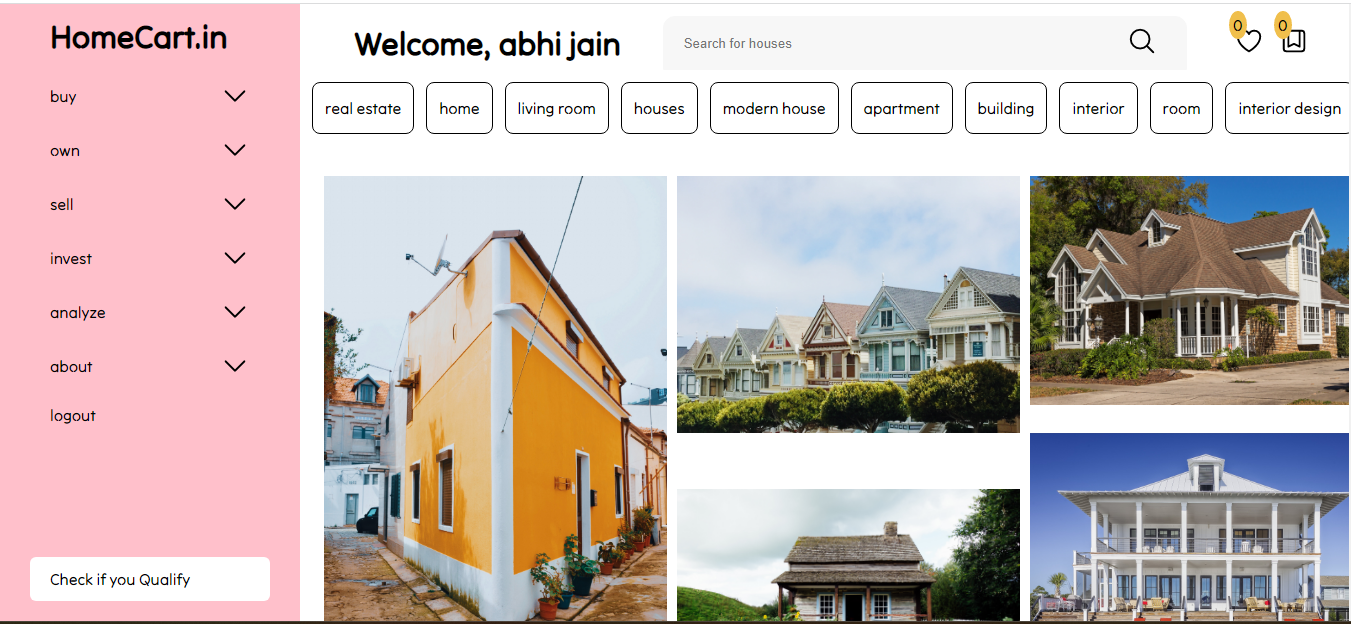 HomeCart.in
buy
own
sell
invest
analyze
about
logout
Check if you Qualify
Welcome, abhi jain
Search for houses
0
0
real estate
home
living room
houses
modern house
apartment
building
interior
room
interior design